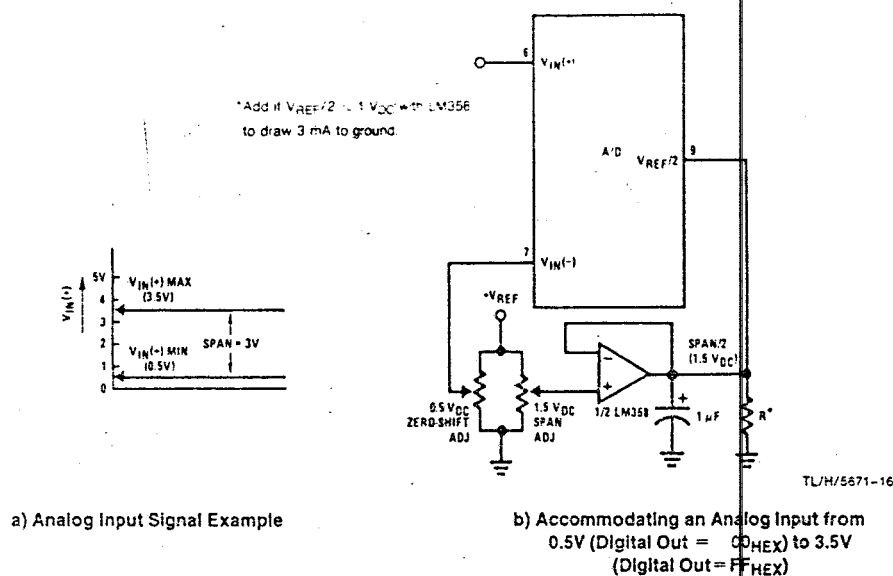 *Add if VREF/2 ≤ 1 VDC with LM358
to draw 3 mA to ground.
6
VIN(+)
A/D
VREF/2
9
7
VIN(−)
VIN(+)
5V
4
3
2
1
0
VIN(+) MAX
(3.5V)
SPAN = 3V
VIN(+) MIN
(0.5V)
+VREF
0.5 VDC
ZERO-SHIFT
ADJ
1.5 VDC
SPAN
ADJ
−
+
1/2 LM358
SPAN/2
(1.5 VDC)
+
1 µF
R*
TL/H/5671-16
a) Analog Input Signal Example
b) Accommodating an Analog Input from
0.5V (Digital Out = 00HEX) to 3.5V
(Digital Out = FFHEX)